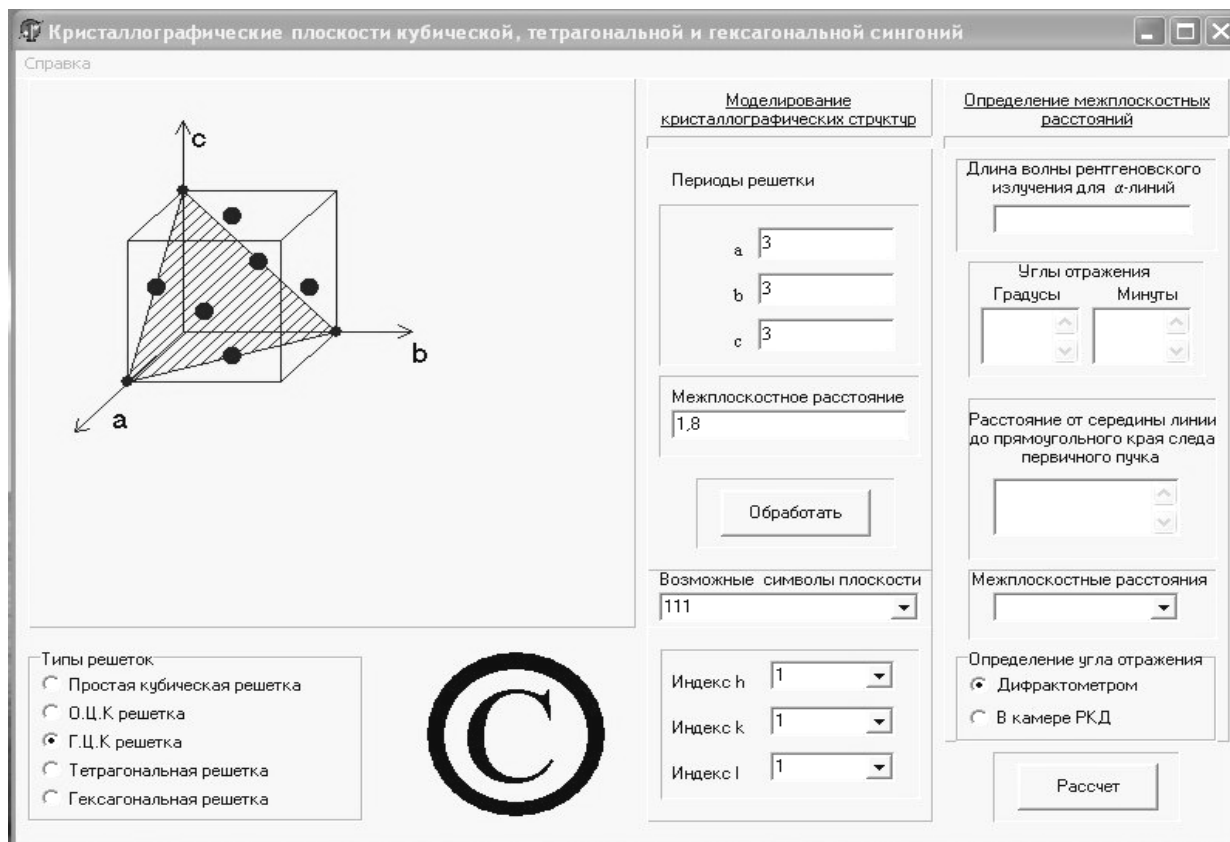 Кристаллографические плоскости кубической, тетрагональной и гексагональной сингоний
Справка
c
b
a
Типы решеток
Простая кубическая решетка
О.Ц.К решетка
Г.Ц.К решетка
Тетрагональная решетка
Гексагональная решетка
C
Моделирование
кристаллографических структур
Периоды решетки
a 3
b 3
c 3
Межплоскостное расстояние
1,8
Обработать
Возможные символы плоскости
111
Индекс h 1
Индекс k 1
Индекс l 1
Определение межплоскостных
расстояний
Длина волны рентгеновского
излучения для α-линий
Углы отражения
Градусы Минуты
Расстояние от середины линии
до прямоугольного края следа
первичного пучка
Межплоскостные расстояния
Определение угла отражения
Дифрактометром
В камере РКД
Рассчет